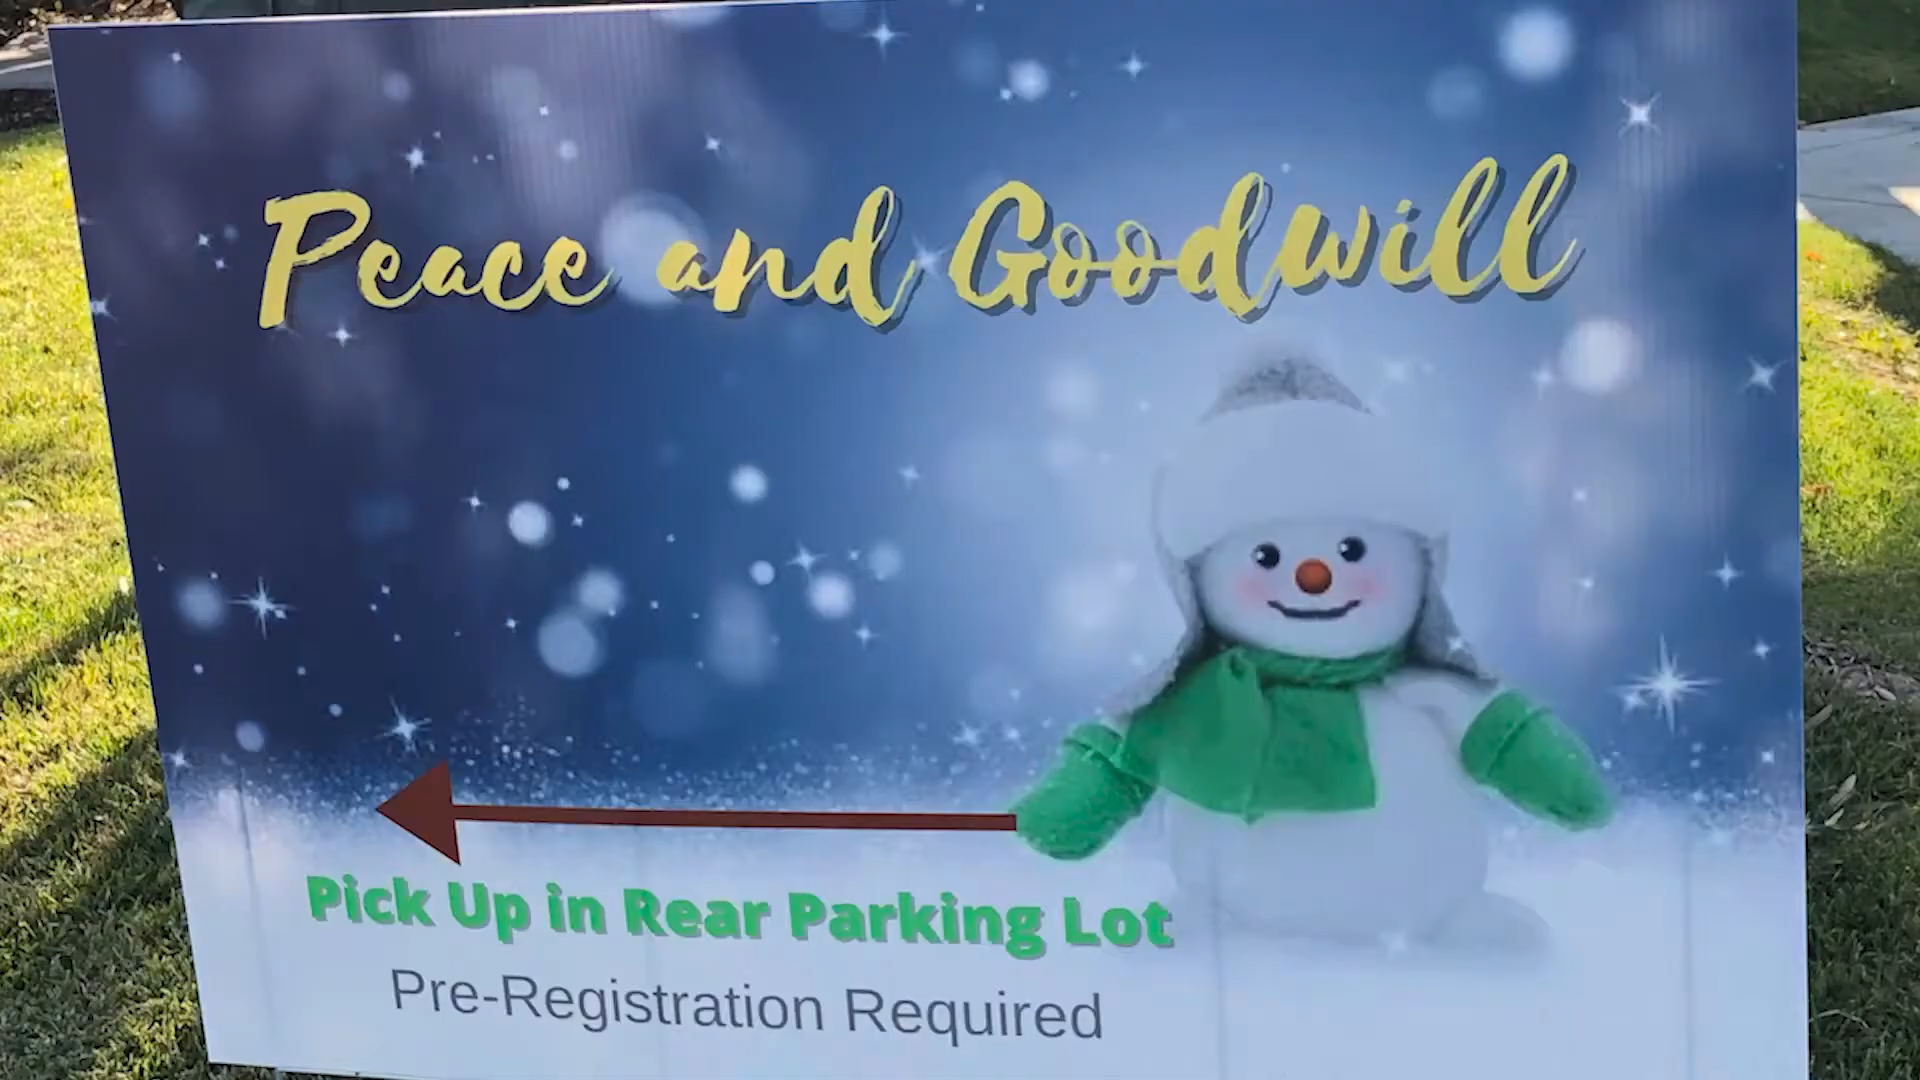 Peace and Goodwill
Pick Up in Rear Parking Lot
Pre-Registration Required